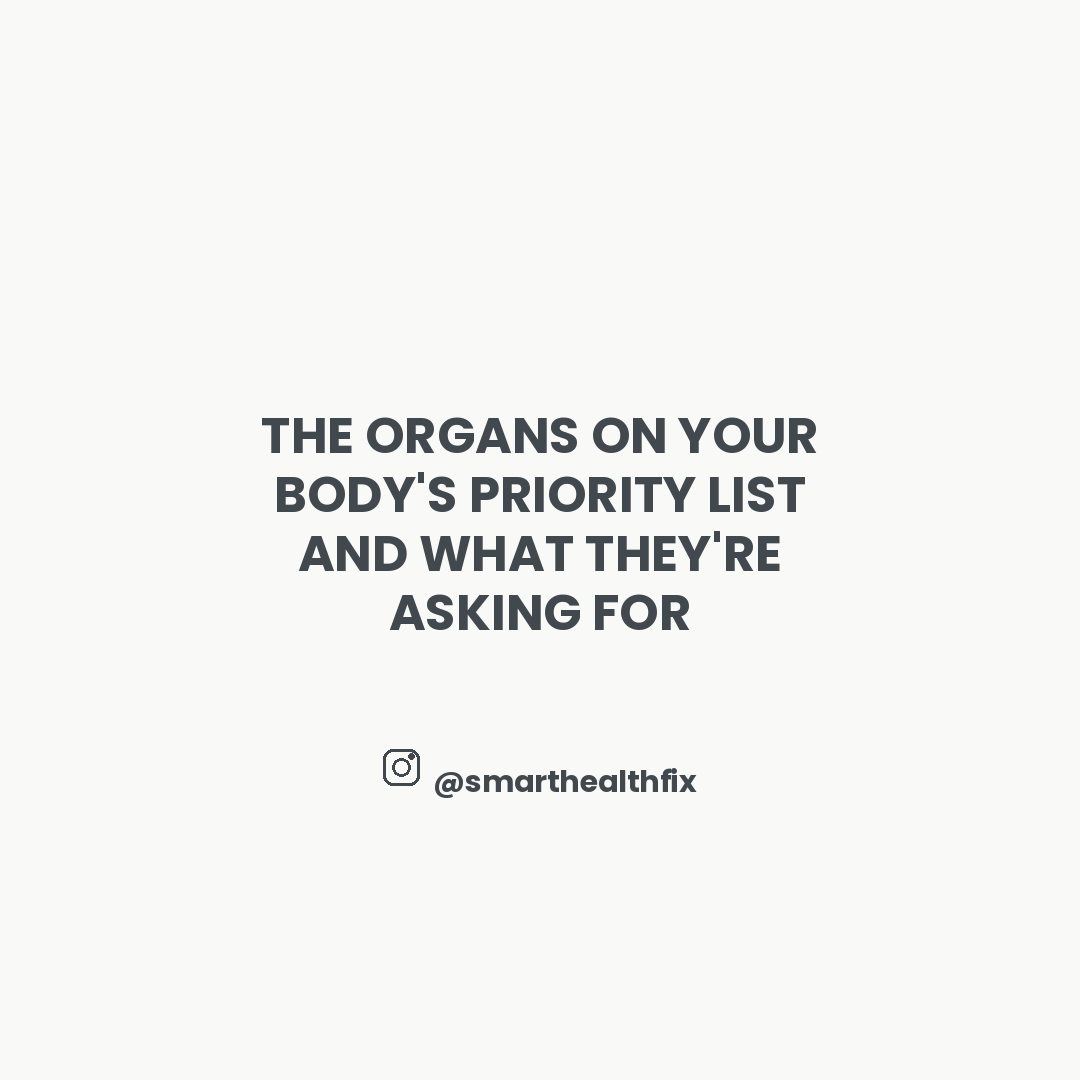 THE ORGANS ON YOUR
BODY'S PRIORITY LIST
AND WHAT THEY'RE
ASKING FOR
@smarthealthfix